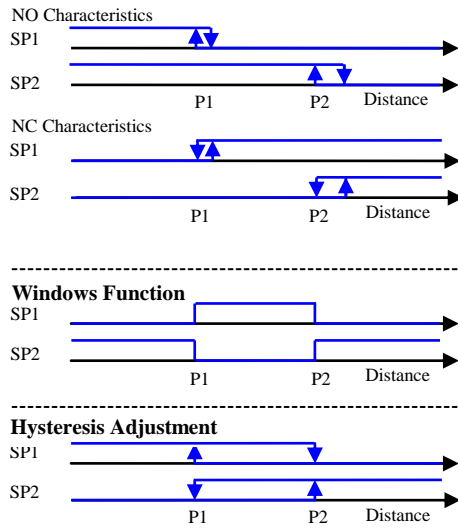 NO Characteristics
SP1
SP2
P1 P2 Distance
NC Characteristics
SP1
SP2
P1 P2 Distance
Windows Function
SP1
SP2
P1 P2 Distance
Hysteresis Adjustment
SP1
SP2
P1 P2 Distance